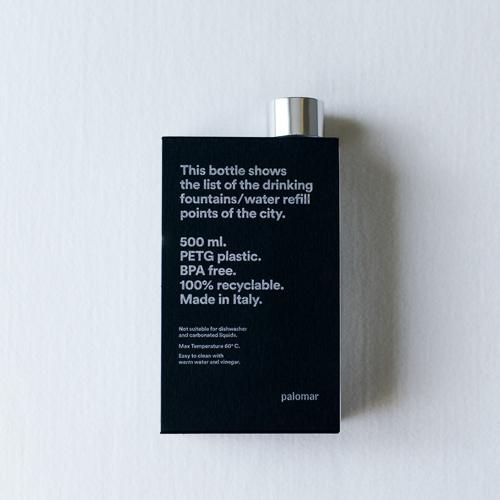 This bottle shows
the list of the drinking
fountains/water refill
points of the city.
500 ml.
PETG plastic.
BPA free.
100% recyclable.
Made in Italy.
Not suitable for dishwasher
and carbonated liquids.
Max Temperature 60° C.
Easy to clean with
warm water and vinegar.
palomar